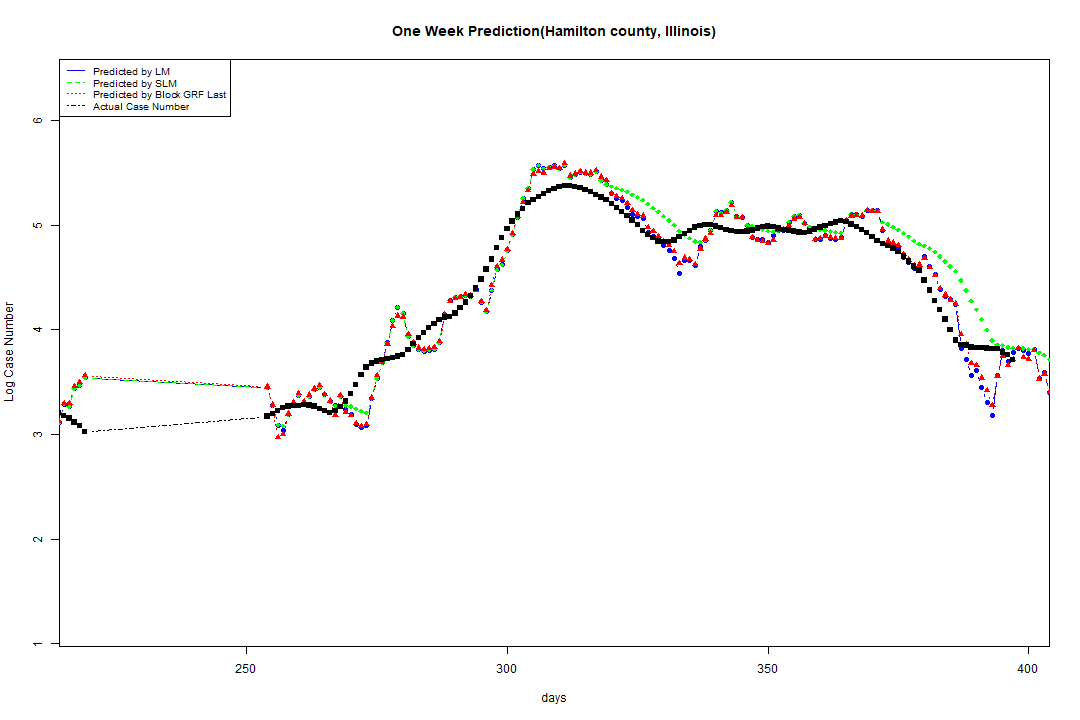 One Week Prediction(Hamilton county, Illinois)
Predicted by LM
Predicted by SLM
Predicted by Block GRF Last
Actual Case Number
Log Case Number
6
5
4
3
2
1
250
300
350
400
days